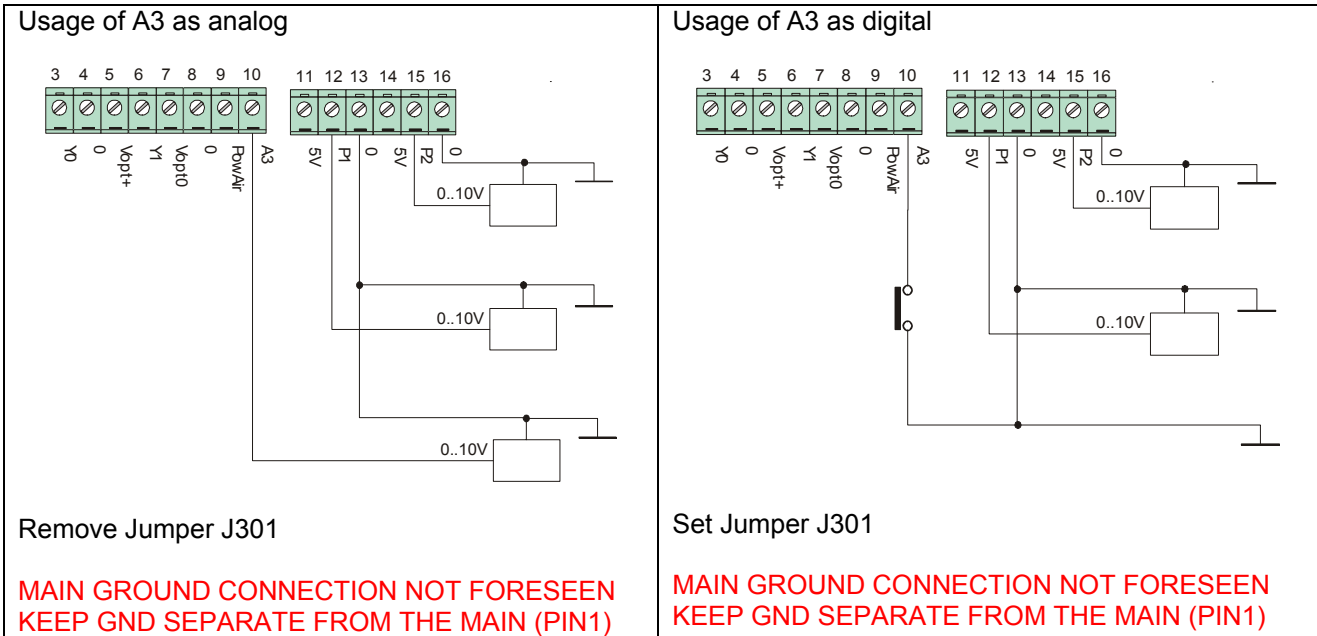 Usage of A3 as analog
3 4 5 6 7 8 9 10 11 12 13 14 15 16
Y0 0 Vopt+ Y1 Vopt0 0 PowAir A3 5V P1 0 5V P2 0
0..10V
0..10V
0..10V
Remove Jumper J301
MAIN GROUND CONNECTION NOT FORESEEN
KEEP GND SEPARATE FROM THE MAIN (PIN1)
Usage of A3 as digital
3 4 5 6 7 8 9 10 11 12 13 14 15 16
Y0 0 Vopt+ Y1 Vopt0 0 PowAir A3 5V P1 0 5V P2 0
0..10V
0..10V
Set Jumper J301
MAIN GROUND CONNECTION NOT FORESEEN
KEEP GND SEPARATE FROM THE MAIN (PIN1)